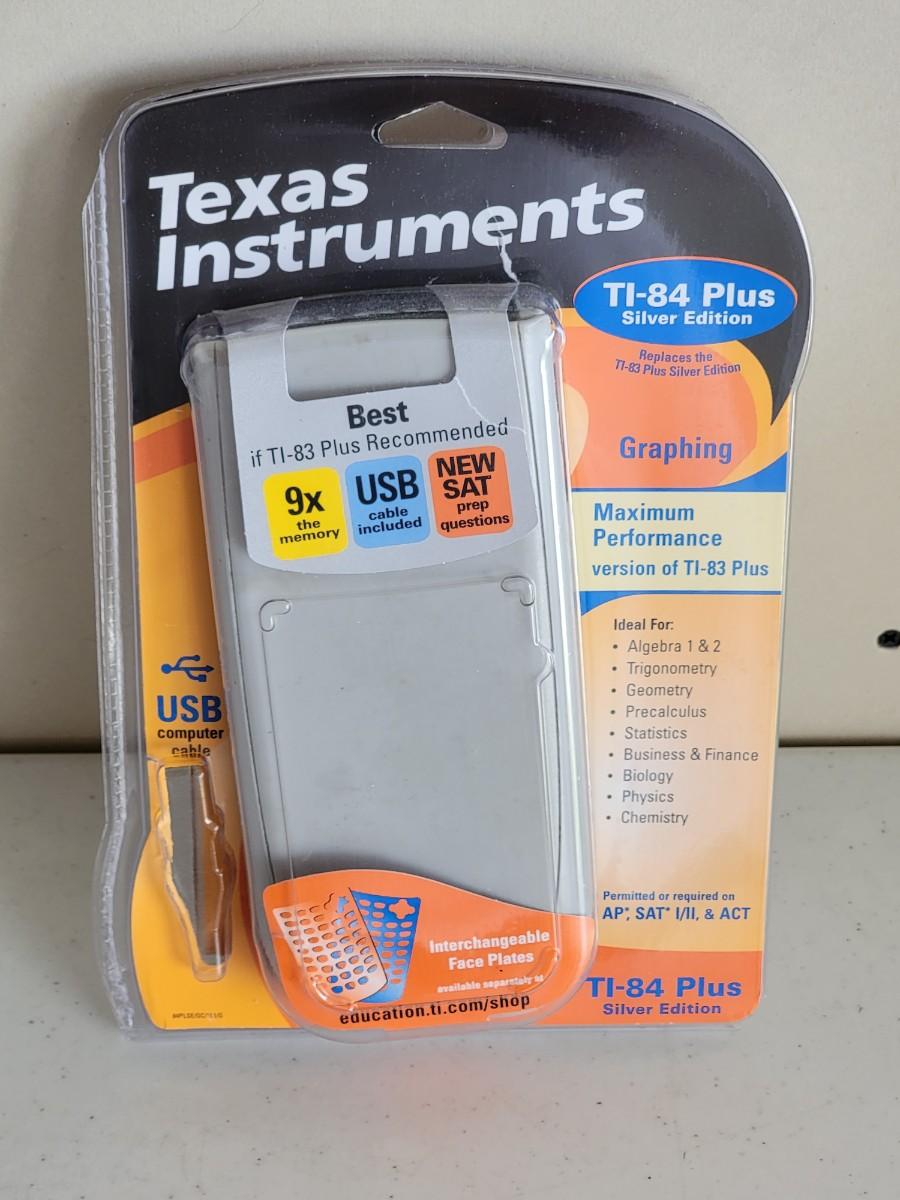 Texas
Instruments
TI-84 Plus
Silver Edition
Replaces the
TI-83 Plus Silver Edition
Graphing
Best
if TI-83 Plus Recommended
9x
the
memory
USB
cable
included
NEW
SAT
prep
questions
Maximum
Performance
version of TI-83 Plus
Ideal For:
• Algebra 1 & 2
• Trigonometry
• Geometry
• Precalculus
• Statistics
• Business & Finance
• Biology
• Physics
• Chemistry
USB
computer
cable
Permitted or required on
AP*, SAT* I/II, & ACT
Interchangeable
Face Plates
available separately at
education.ti.com/shop
TI-84 Plus
Silver Edition